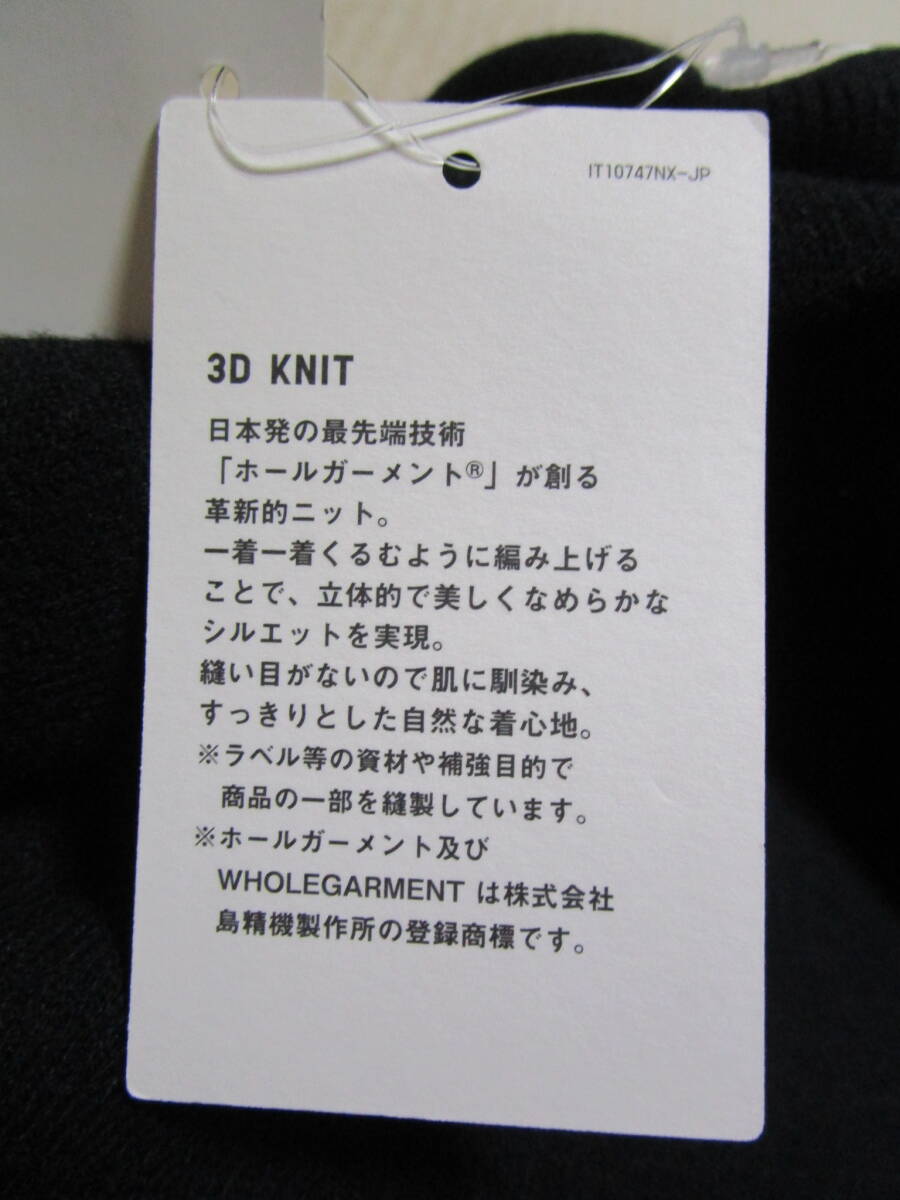 IT10747NX-JP
3D KNIT
日本発の最先端技術
「ホールガーメント®」が創る
革新的ニット。
一着一着くるむように編み上げる
ことで、立体的で美しくなめらかな
シルエットを実現。
縫い目がないので肌に馴染み、
すっきりとした自然な着心地。
※ラベル等の資材や補強目的で
商品の一部を縫製しています。
※ホールガーメント及び
WHOLEGARMENT は株式会社
島精機製作所の登録商標です。